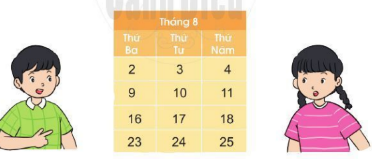 Tháng 8
Thứ Thứ Thứ
Ba Tư Năm
2 3 4
9 10 11
16 17 18
23 24 25